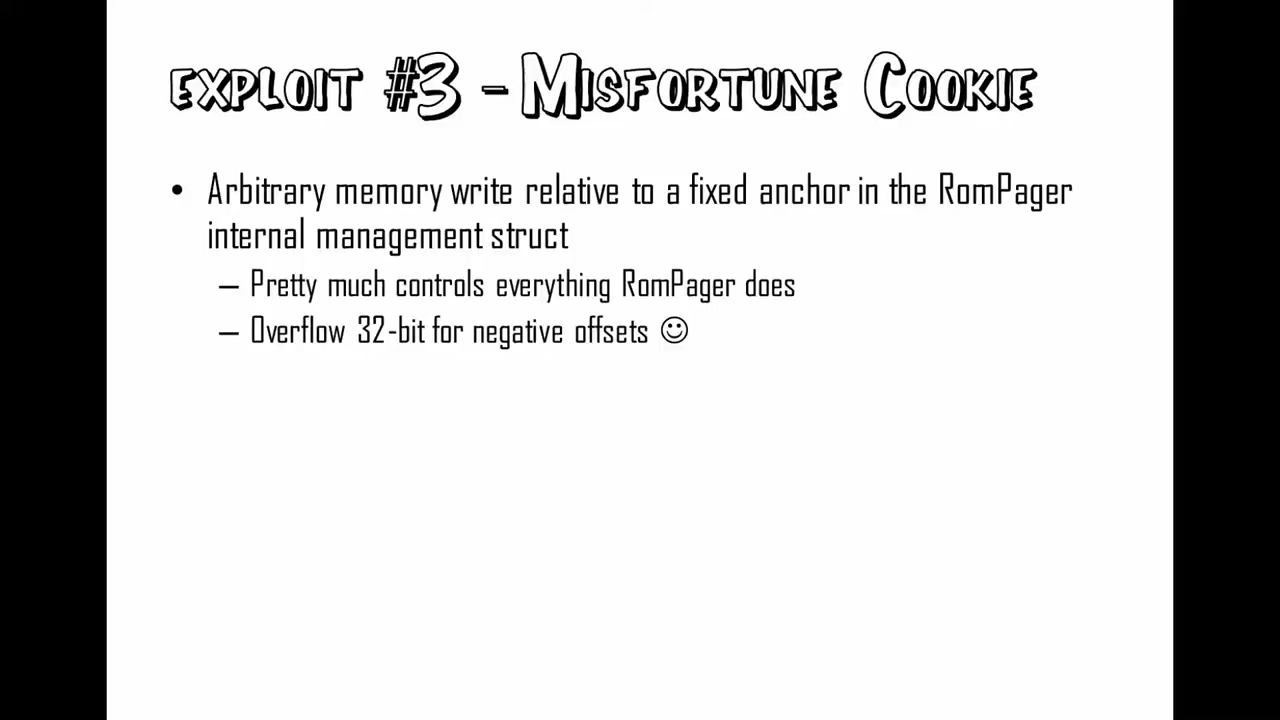 Exploit #3 – Misfortune Cookie
• Arbitrary memory write relative to a fixed anchor in the RomPager
internal management struct
– Pretty much controls everything RomPager does
– Overflow 32-bit for negative offsets ☺